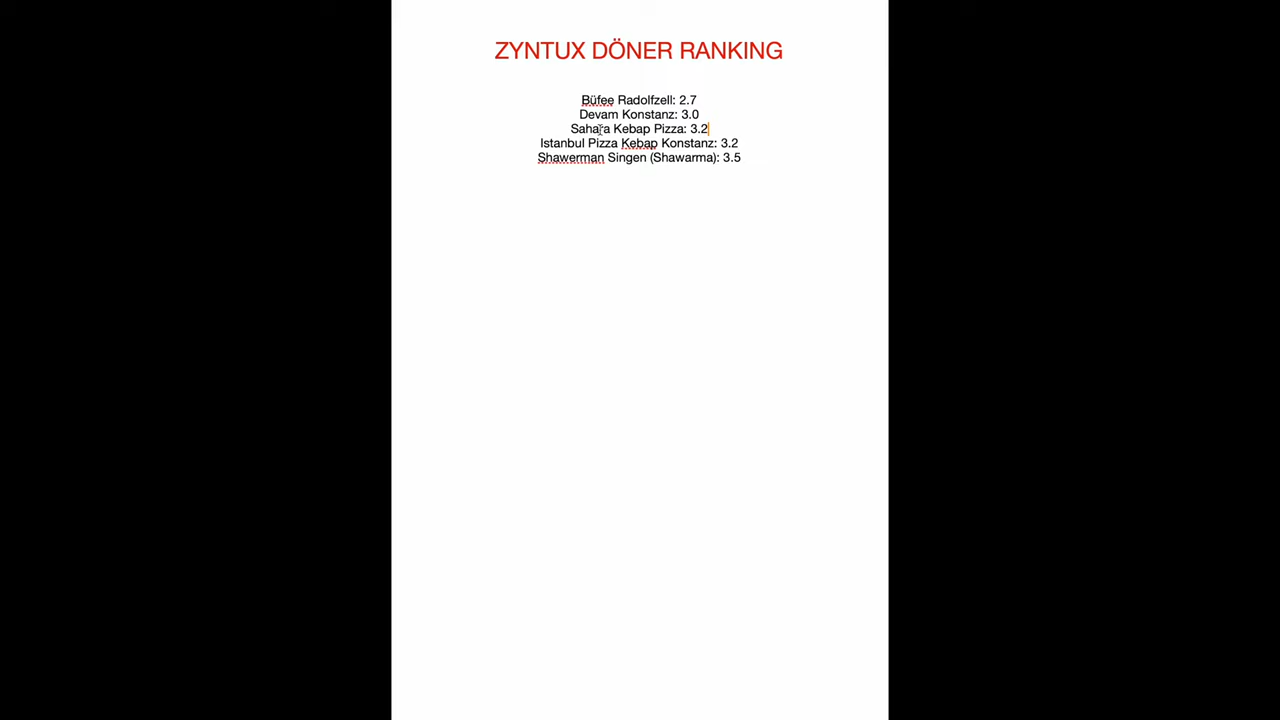 ZYNTUX DÖNER RANKING
Büfee Radolfzell: 2.7
Devam Konstanz: 3.0
Sahara Kebap Pizza: 3.2
Istanbul Pizza Kebap Konstanz: 3.2
Shawerman Singen (Shawarma): 3.5